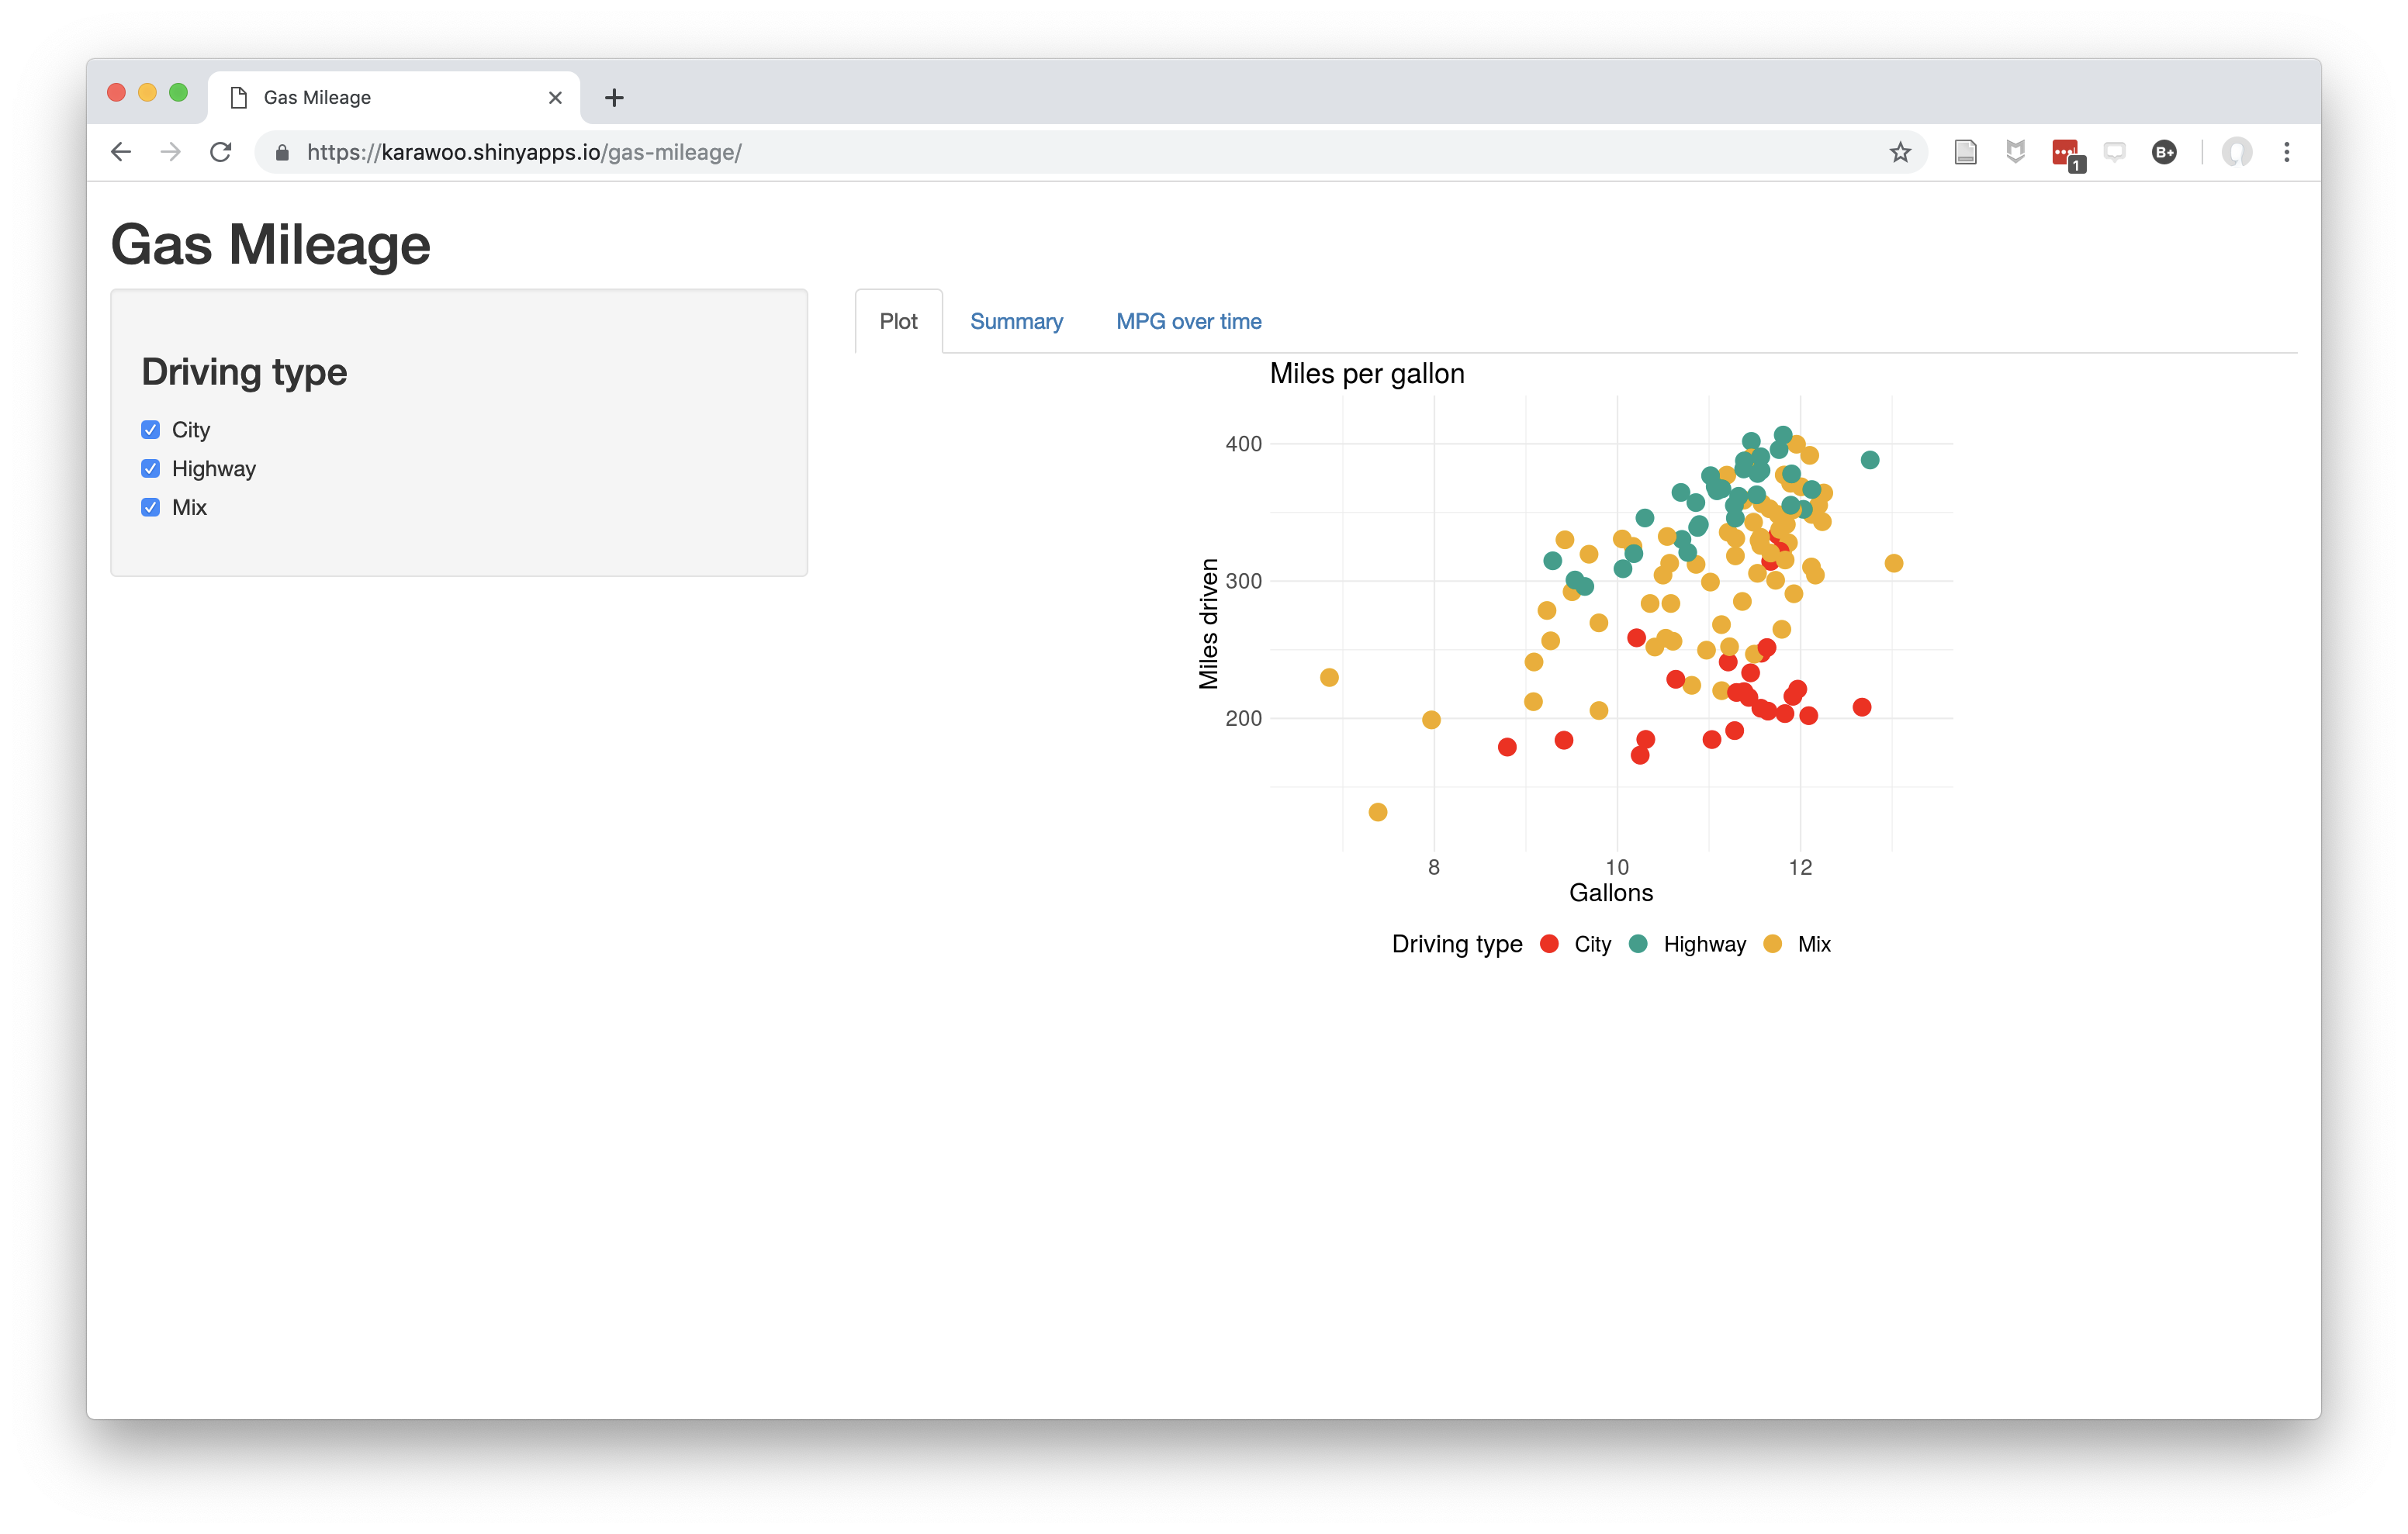 Gas Mileage
https://karawoo.shinyapps.io/gas-mileage/
1
B+
Gas Mileage
Driving type
City
Highway
Mix
Plot Summary MPG over time
Miles per gallon
400
300
200
Miles driven
8 10 12
Gallons
Driving type City Highway Mix